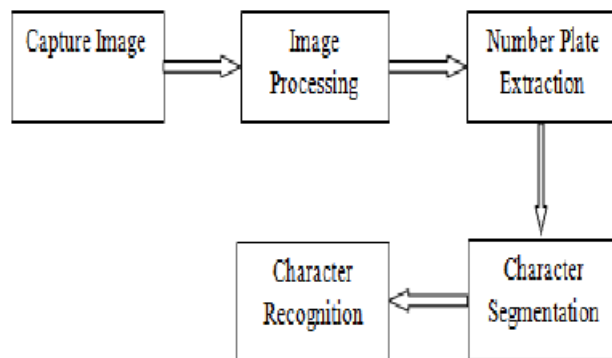 Capture Image
Image
Processing
Number Plate
Extraction
Character
Segmentation
Character
Recognition